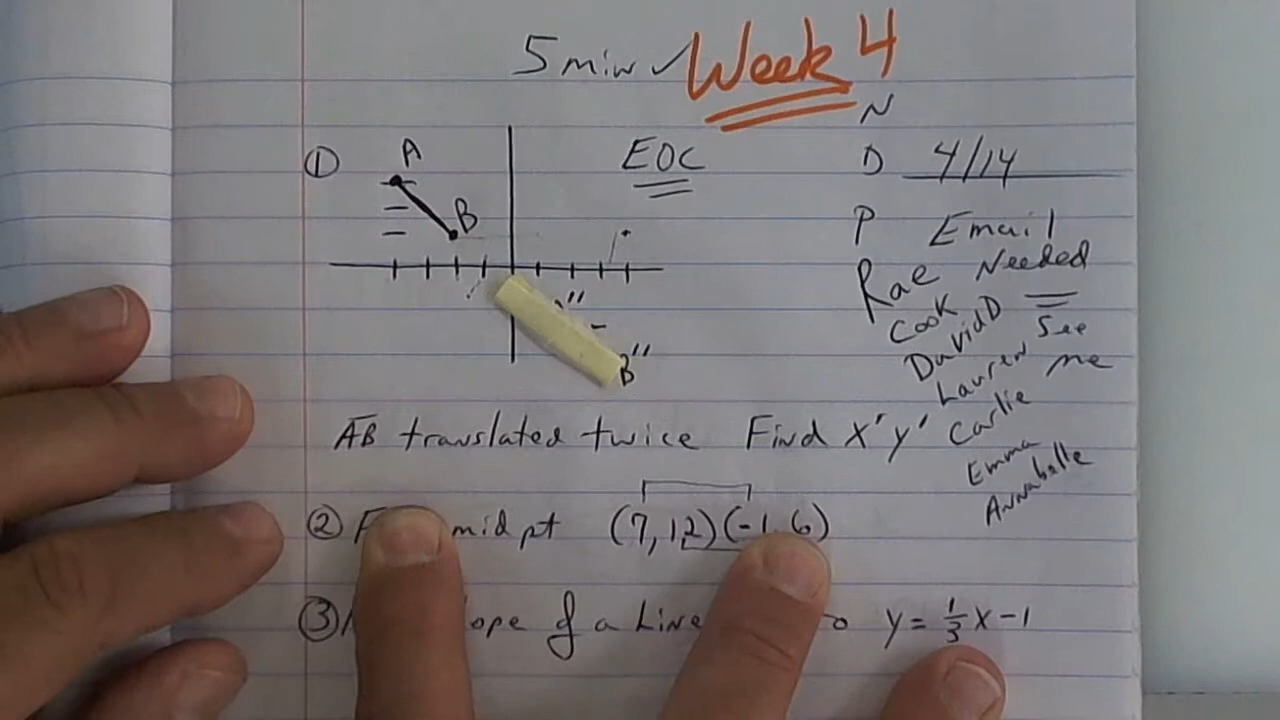 5 min ✓ Week 4
N
① A EOC D 4/14
B P Email
Rae Needed
Cook
DavidD See
Lauren me
Carlie
Emma
Annabelle
"
B"
AB translated twice Find x' y'
② mid pt (7,12)(-1,6)
③ of a Line y = 1/3 x - 1